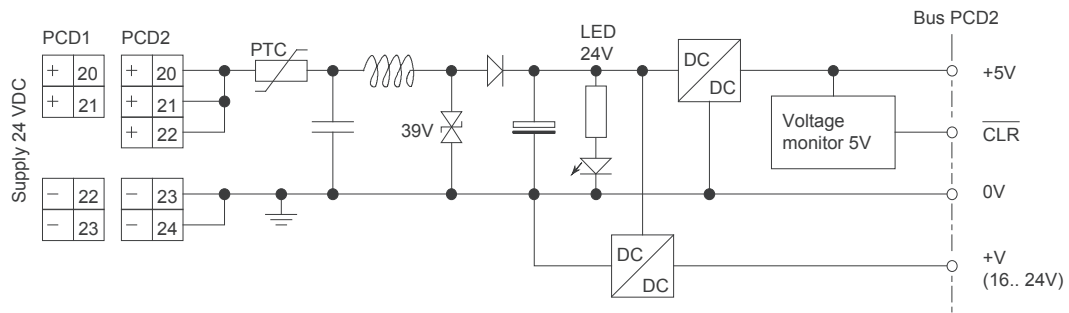 Bus PCD2
PCD1
PCD2
PTC
LED
24V
Supply 24 VDC
+ 20
+ 21
+ 20
+ 21
+ 22
- 22
- 23
- 23
- 24
39V
DC
DC
Voltage
monitor 5V
+5V
CLR
0V
DC
DC
+V
(16.. 24V)